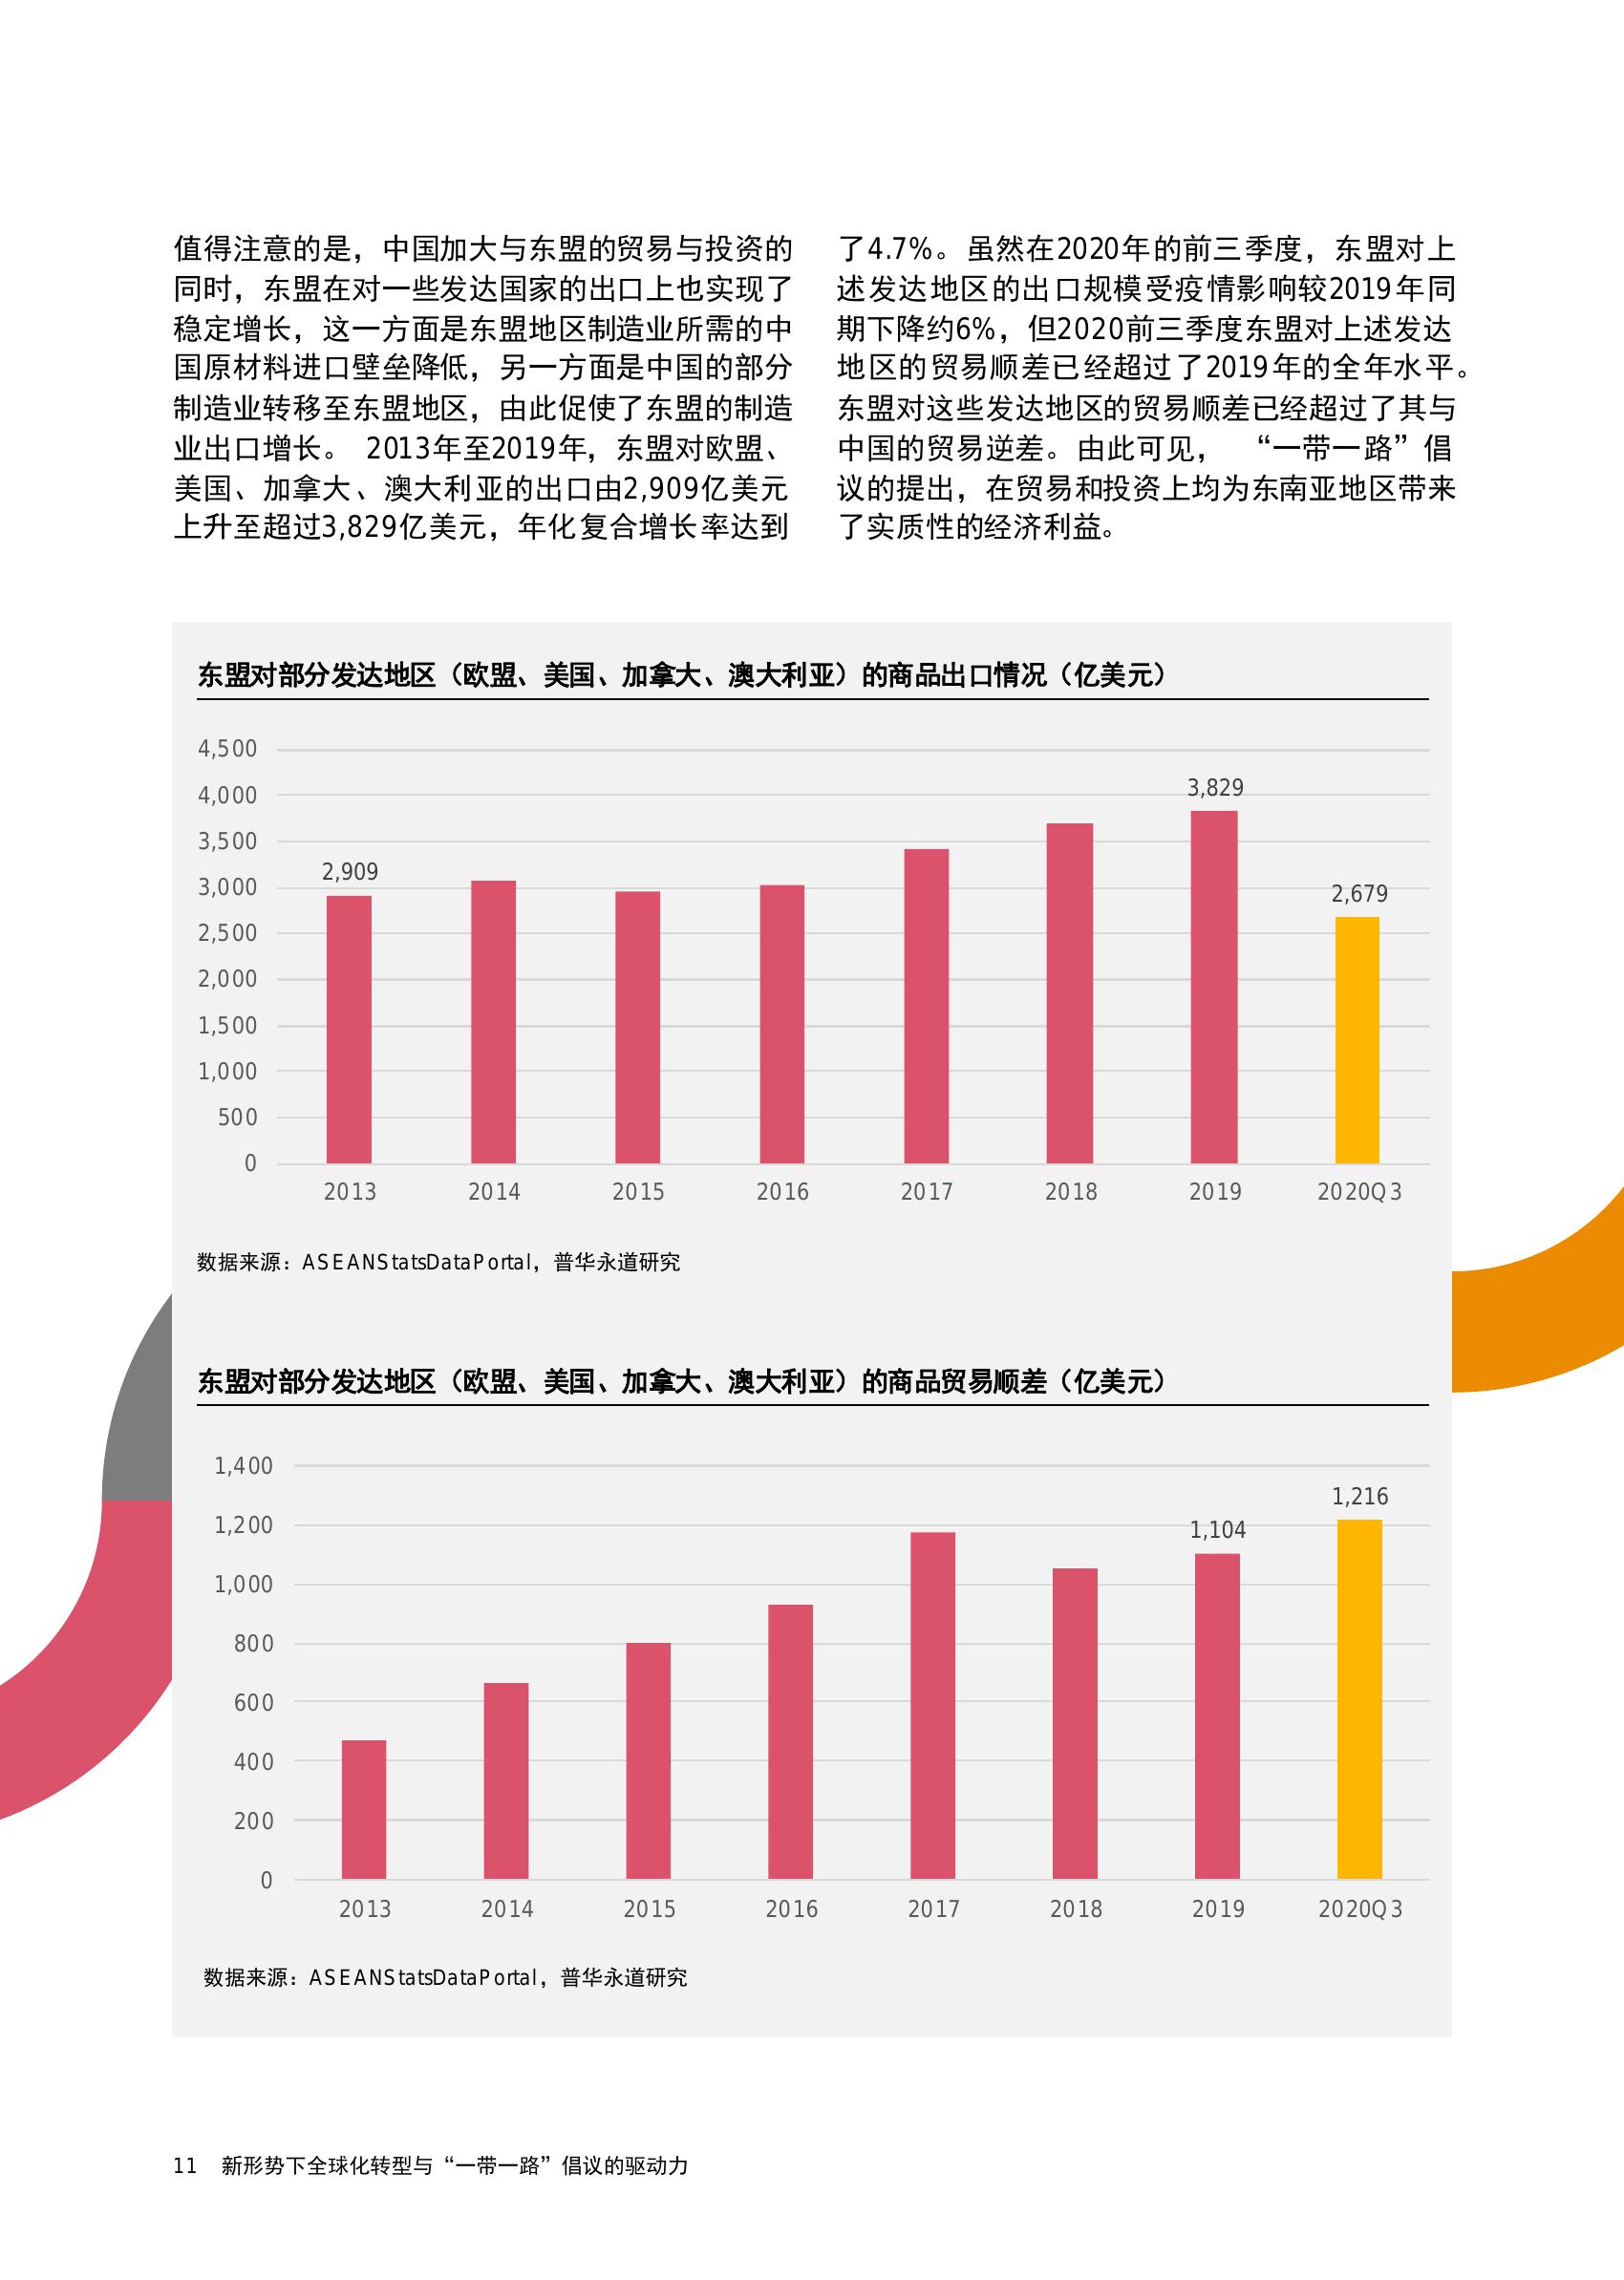 值得注意的是，中国加大与东盟的贸易与投资的
同时，东盟在对一些发达国家的出口上也实现了
稳定增长，这一方面是东盟地区制造业所需的中
国原材料进口壁垒降低，另一方面是中国的部分
制造业转移至东盟地区，由此促使了东盟的制造
业出口增长。 2013年至2019年，东盟对欧盟、
美国、加拿大、澳大利亚的出口由2,909亿美元
上升至超过3,829亿美元，年化复合增长率达到
了4.7%。虽然在2020年的前三季度，东盟对上
述发达地区的出口规模受疫情影响较2019年同
期下降约6%，但2020前三季度东盟对上述发达
地区的贸易顺差已经超过了2019年的全年水平。
东盟对这些发达地区的贸易顺差已经超过了其与
中国的贸易逆差。由此可见， “一带一路”倡
议的提出，在贸易和投资上均为东南亚地区带来
了实质性的经济利益。
东盟对部分发达地区（欧盟、美国、加拿大、澳大利亚）的商品出口情况（亿美元）
4,500
4,000
3,500
3,000
2,500
2,000
1,500
1,000
500
0
2,909
3,829
2,679
2013 2014 2015 2016 2017 2018 2019 2020Q3
数据来源：ASEANStatsDataPortal，普华永道研究
东盟对部分发达地区（欧盟、美国、加拿大、澳大利亚）的商品贸易顺差（亿美元）
1,400
1,200
1,000
800
600
400
200
0
1,104
1,216
2013 2014 2015 2016 2017 2018 2019 2020Q3
数据来源：ASEANStatsDataPortal，普华永道研究
11 新形势下全球化转型与“一带一路”倡议的驱动力